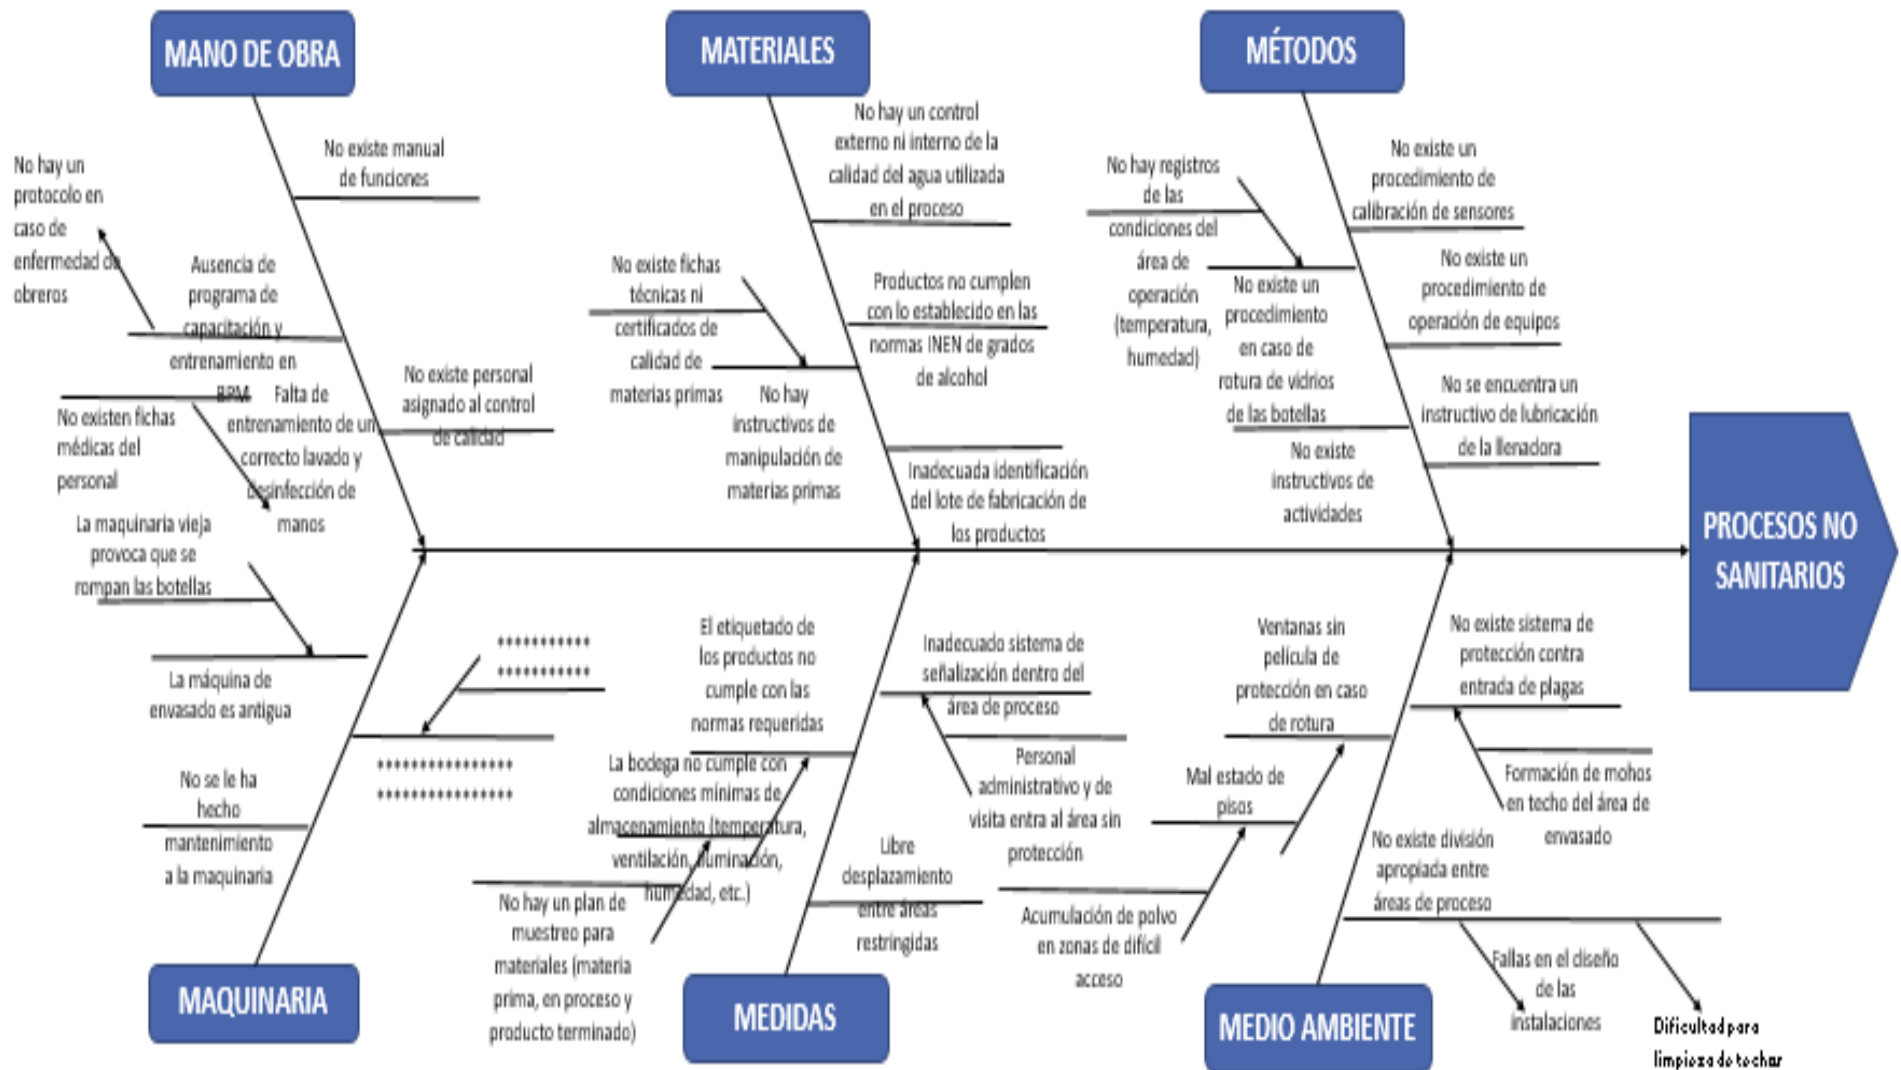 MANO DE OBRA
MATERIALES
MÉTODOS
No existe manual
de funciones
No hay un
protocolo en
caso de
enfermedad de
obreros
Ausencia de
programa de
capacitación y
entrenamiento en
BPM
No existen fichas
médicas del
personal
Falta de
entrenamiento de un
correcto lavado y
desinfección de
manos
No existe personal
asignado al control
de calidad
No hay un control
externo ni interno de la
calidad del agua utilizada
en el proceso
No existe fichas
técnicas ni
certificados de
calidad de
materias primas
Productos no cumplen
con lo establecido en las
normas INEN de grados
de alcohol
No hay
instructivos de
manipulación de
materias primas
Inadecuada identificación
del lote de fabricación de
los productos
No hay registros
de las
condiciones del
área de
operación
(temperatura,
humedad)
No existe un
procedimiento de
calibración de sensores
No existe un
procedimiento
en caso de
rotura de vidrios
de las botellas
No existe un
procedimiento de
operación de equipos
No existe
instructivos de
actividades
No se encuentra un
instructivo de lubricación
de la llenadora
PROCESOS NO
SANITARIOS
La maquinaria vieja
provoca que se
rompan las botellas
La máquina de
envasado es antigua
***********
***********
****************
****************
No se le ha
hecho
mantenimiento
a la maquinaria
El etiquetado de
los productos no
cumple con las
normas requeridas
La bodega no cumple con
condiciones mínimas de
almacenamiento (temperatura,
ventilación, iluminación,
humedad, etc.)
No hay un plan de
muestreo para
materiales (materia
prima, en proceso y
producto terminado)
Inadecuado sistema de
señalización dentro del
área de proceso
Personal
administrativo y de
visita entra al área sin
protección
Libre
desplazamiento
entre áreas
restringidas
Ventanas sin
película de
protección en caso
de rotura
Mal estado de
pisos
Acumulación de polvo
en zonas de difícil
acceso
No existe sistema de
protección contra
entrada de plagas
Formación de mohos
en techo del área de
envasado
No existe división
apropiada entre
áreas de proceso
Fallas en el diseño
de las
instalaciones
Dificultad para
limpieza de techar
MAQUINARIA
MEDIDAS
MEDIO AMBIENTE